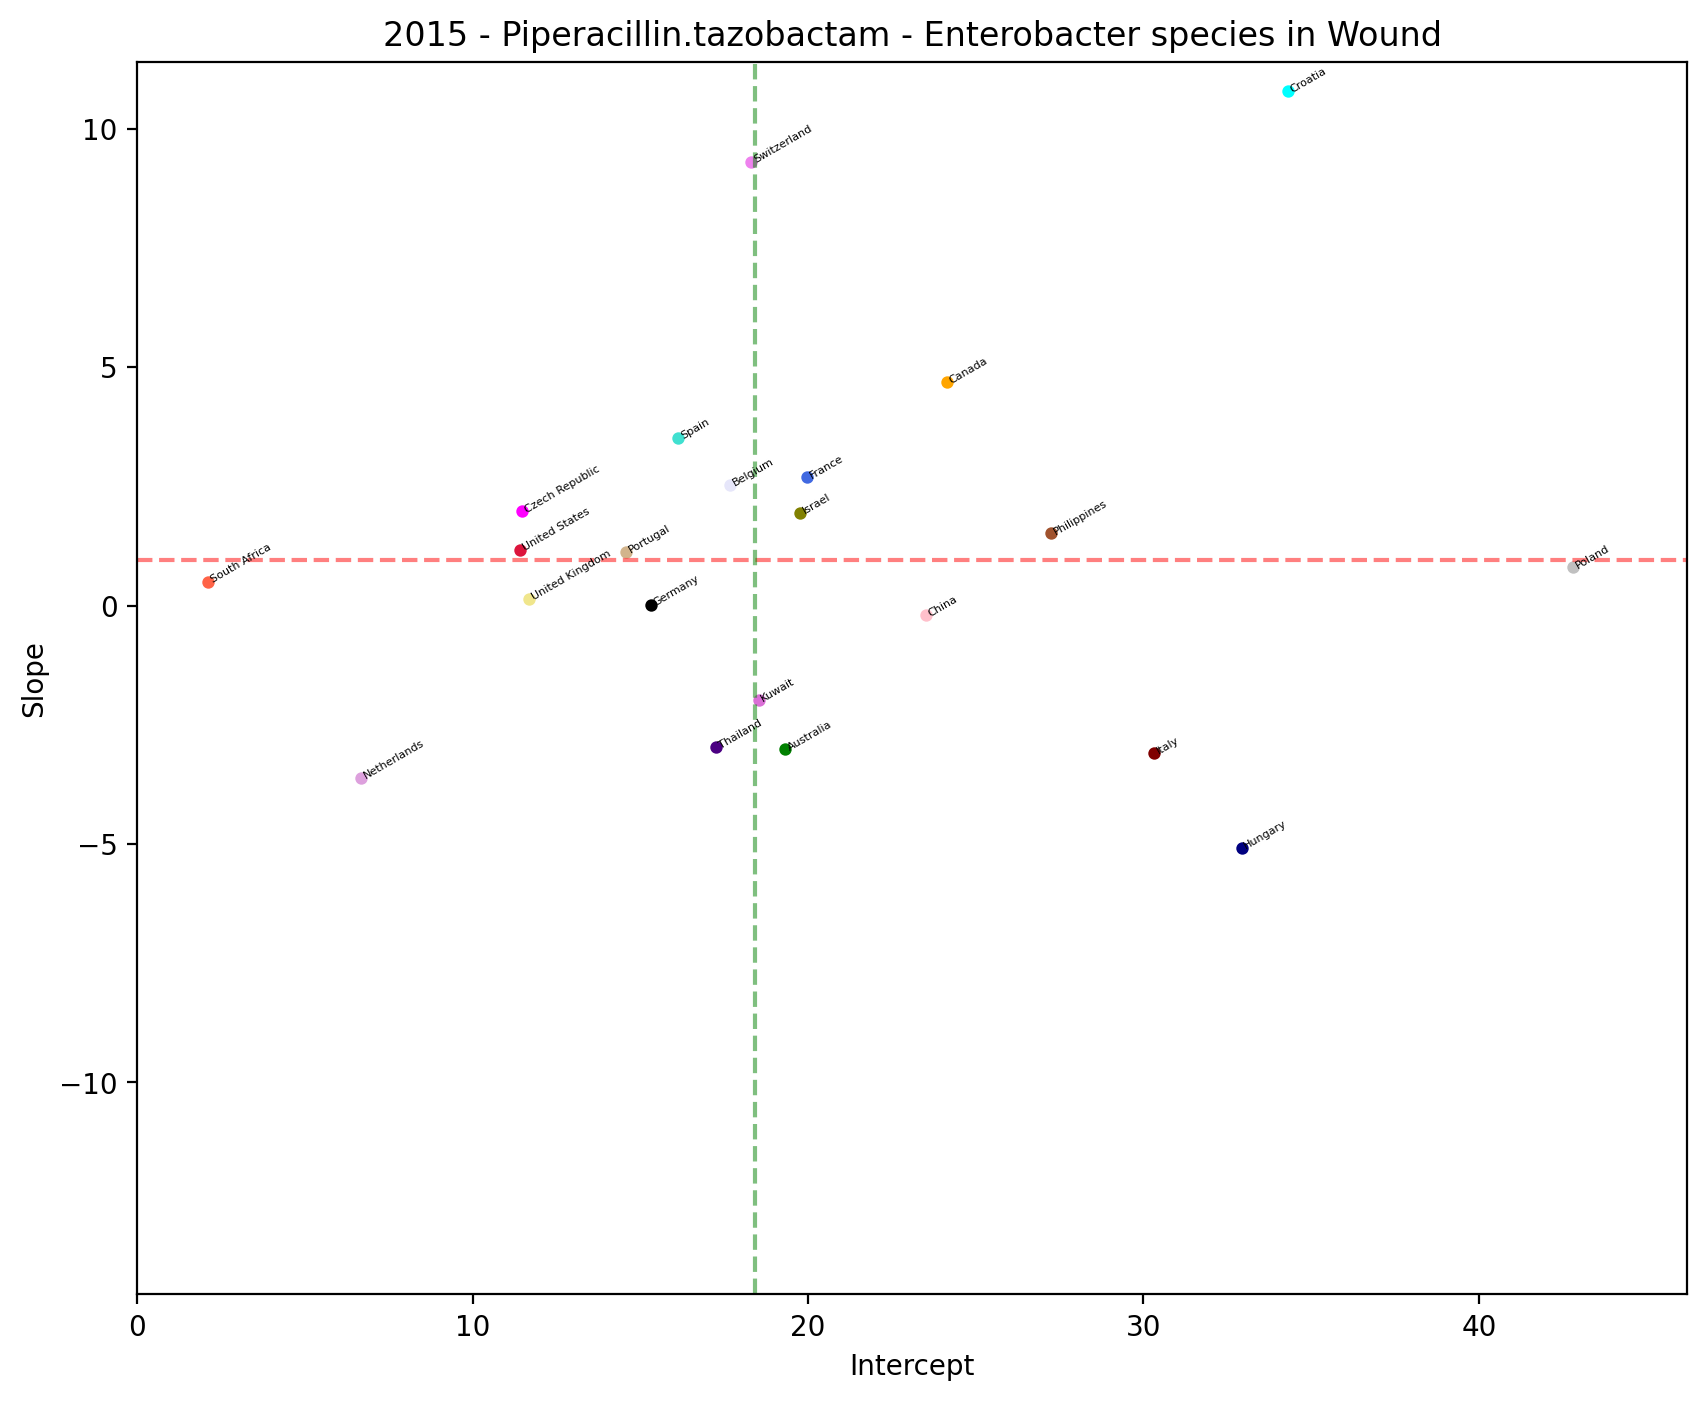 2015 - Piperacillin.tazobactam - Enterobacter species in Wound
Croatia
10
Switzerland
5
Canada
Spain
France
Belgium
Czech Republic
Israel
Philippines
United States
Portugal
Poland
South Africa
United Kingdom
Germany
0
China
Kuwait
Thailand
Australia
Italy
Netherlands
Hungary
−5
−10
Slope
0
10
20
30
40
Intercept